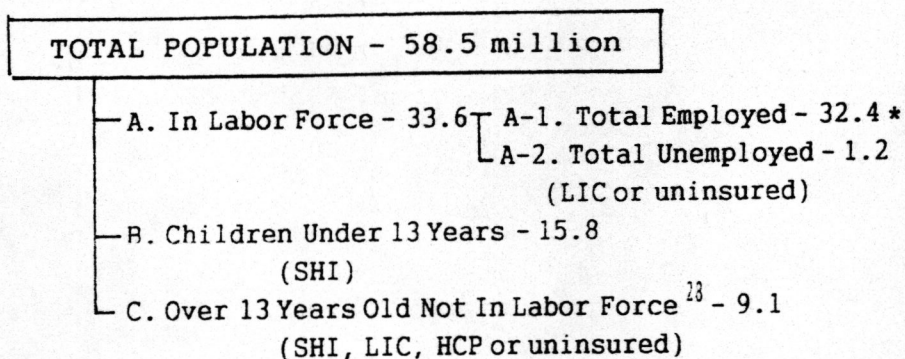 TOTAL POPULATION - 58.5 million
A. In Labor Force - 33.6 A-1. Total Employed - 32.4 *
A-2. Total Unemployed - 1.2
(LIC or uninsured)
B. Children Under 13 Years - 15.8
(SHI)
C. Over 13 Years Old Not In Labor Force 23 - 9.1
(SHI, LIC, HCP or uninsured)